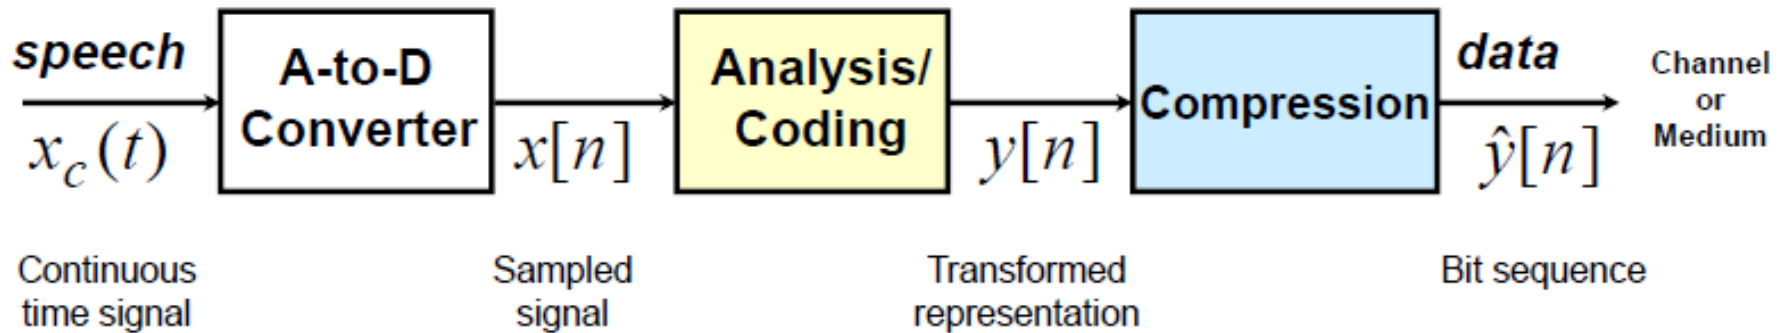 speech
x_c(t)
A-to-D
Converter
x[n]
Analysis/
Coding
y[n]
Compression
data
ŷ[n]
Channel
or
Medium
Continuous
time signal
Sampled
signal
Transformed
representation
Bit sequence